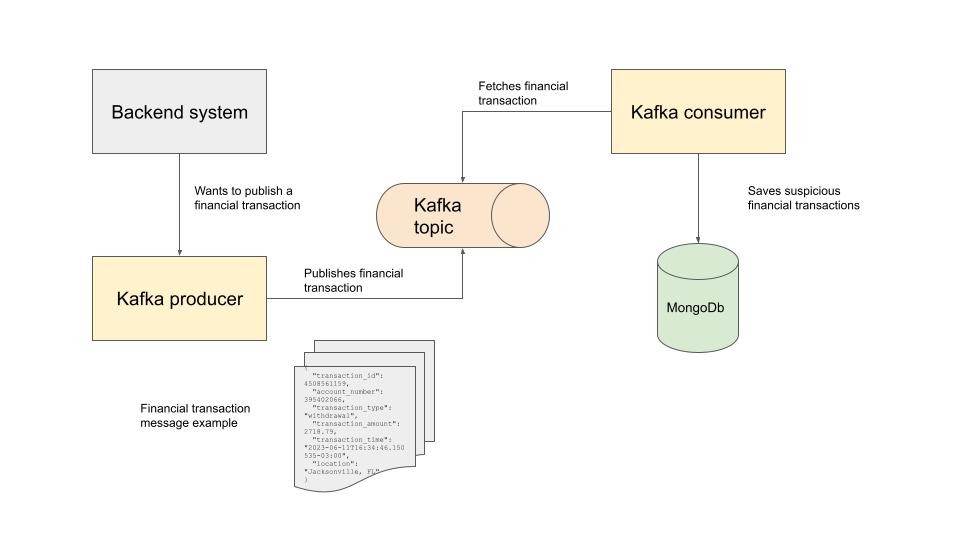 Backend system
Fetches financial
transaction
Kafka consumer
Wants to publish a
financial transaction
Kafka
topic
Saves suspicious
financial transactions
Publishes financial
transaction
Kafka producer
MongoDb
Financial transaction
message example
{
"transaction_id":
4508561159,
"account_number":
395402066,
"transaction_type":
"withdrawal",
"transaction_amount":
2718.79,
"transaction_time":
"2023-06-11T16:34:46.150
535-03:00",
"location":
"Jacksonville, FL"
}